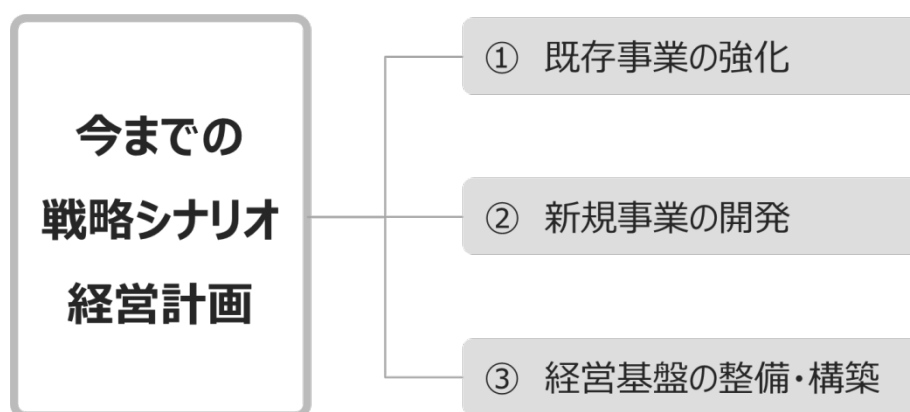 今までの
戦略シナリオ
経営計画
① 既存事業の強化
② 新規事業の開発
③ 経営基盤の整備・構築